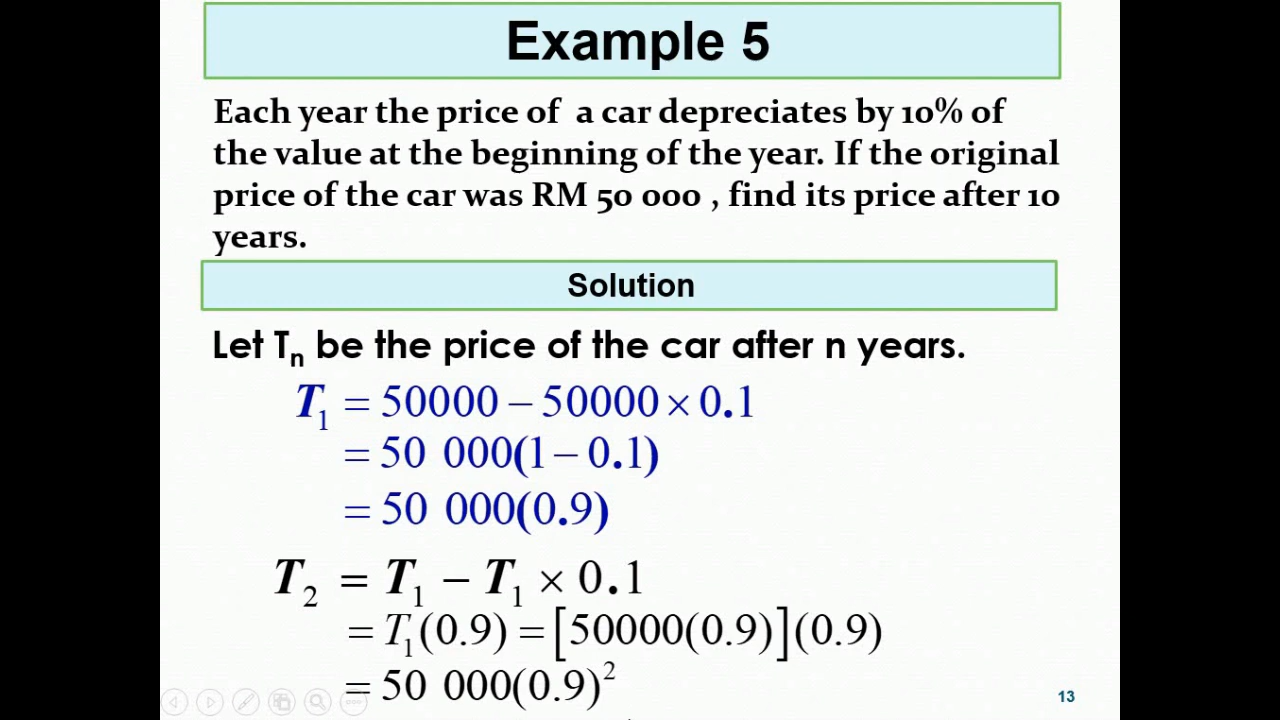 Example 5
Each year the price of a car depreciates by 10% of
the value at the beginning of the year. If the original
price of the car was RM 50 000 , find its price after 10
years.
Solution
Let Tₙ be the price of the car after n years.
T₁ = 50000 – 50000 × 0.1
= 50 000(1 – 0.1)
= 50 000(0.9)
T₂ = T₁ – T₁ × 0.1
= T₁(0.9) = [50000(0.9)](0.9)
= 50 000(0.9)²
13